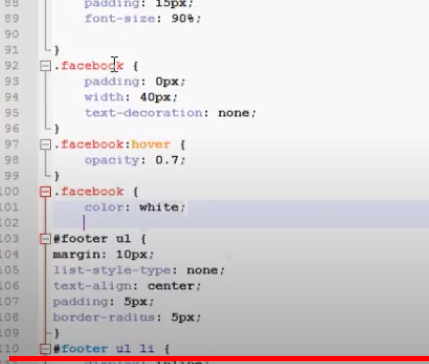 88 padding: 15px;
89 font-size: 90%;
90
91 }
92 .facebook {
93 padding: 0px;
94 width: 40px;
95 text-decoration: none;
96 }
97 .facebook:hover {
98 opacity: 0.7;
99 }
100 .facebook {
101 color: white;
102
103 #footer ul {
104 margin: 10px;
105 list-style-type: none;
106 text-align: center;
107 padding: 5px;
108 border-radius: 5px;
109 }
110 #footer ul li {